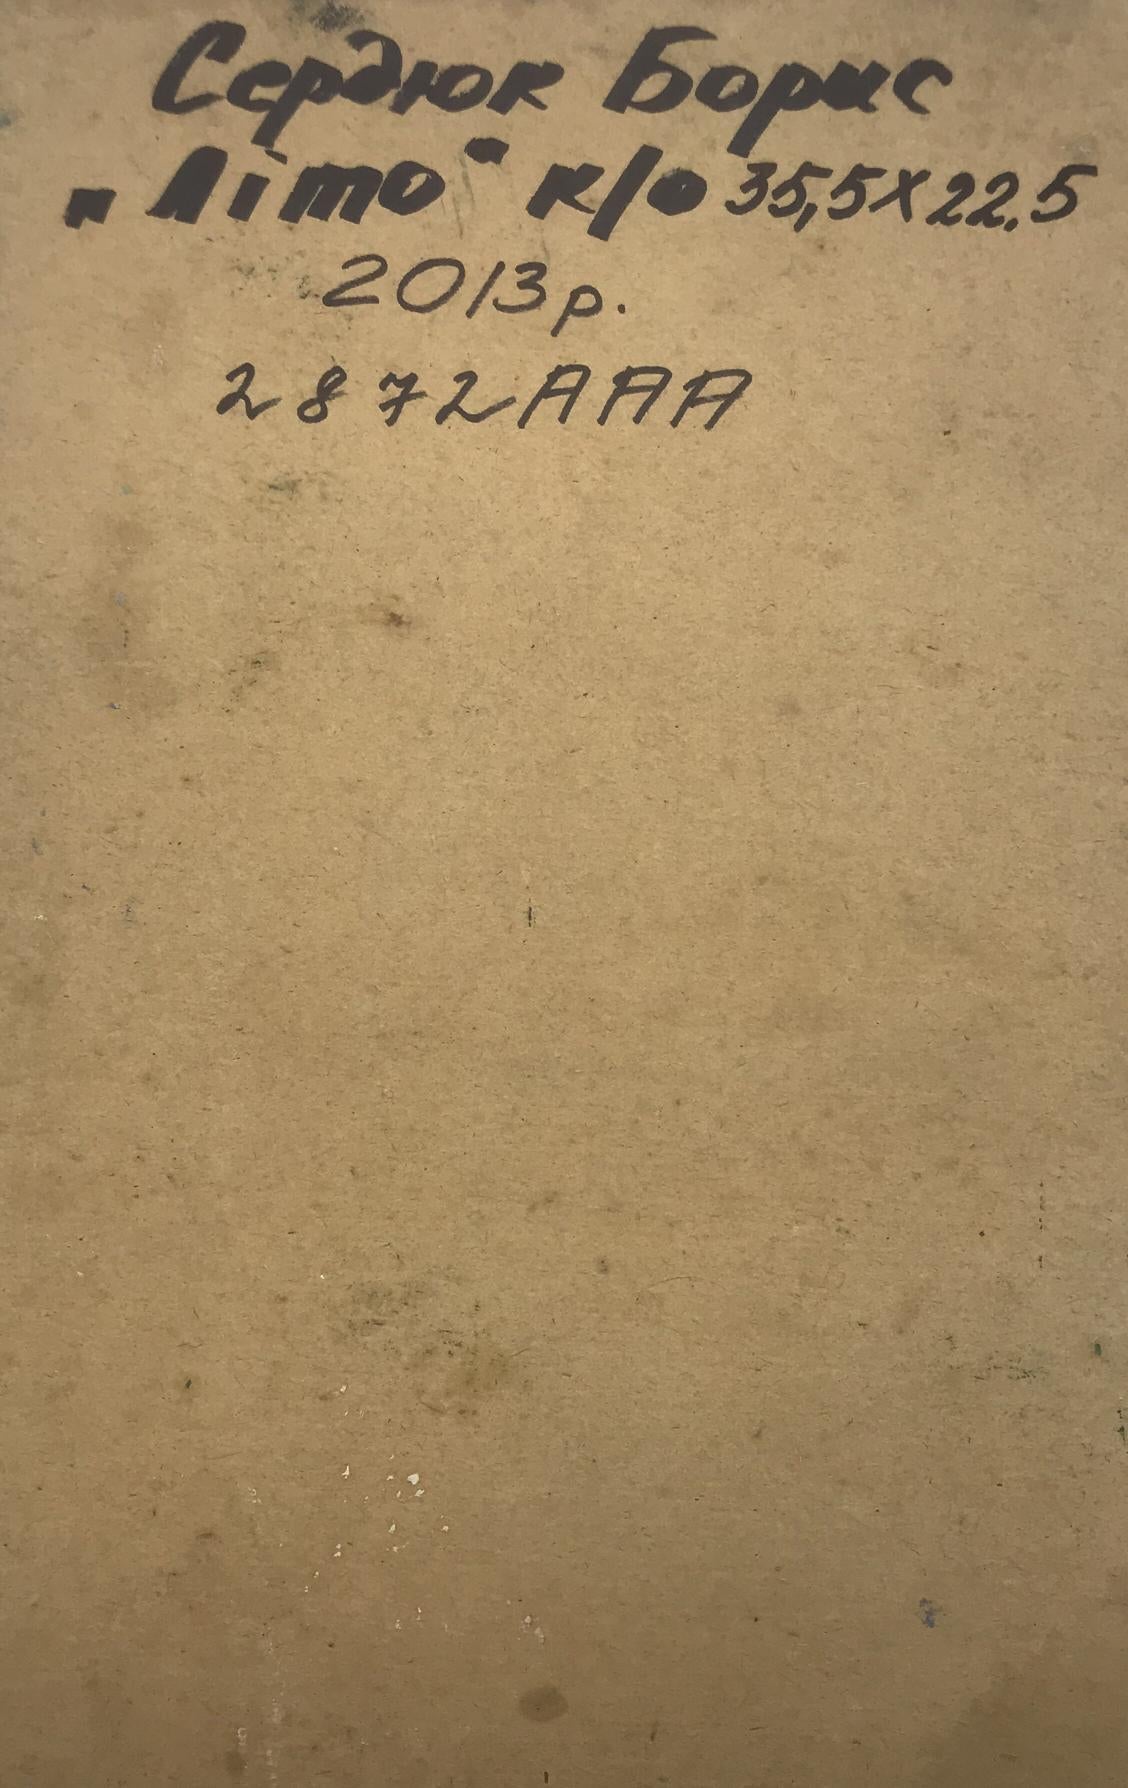 Сердюк Борис
„Літо" к/о 35,5х22.5
2013р.
2872ААА